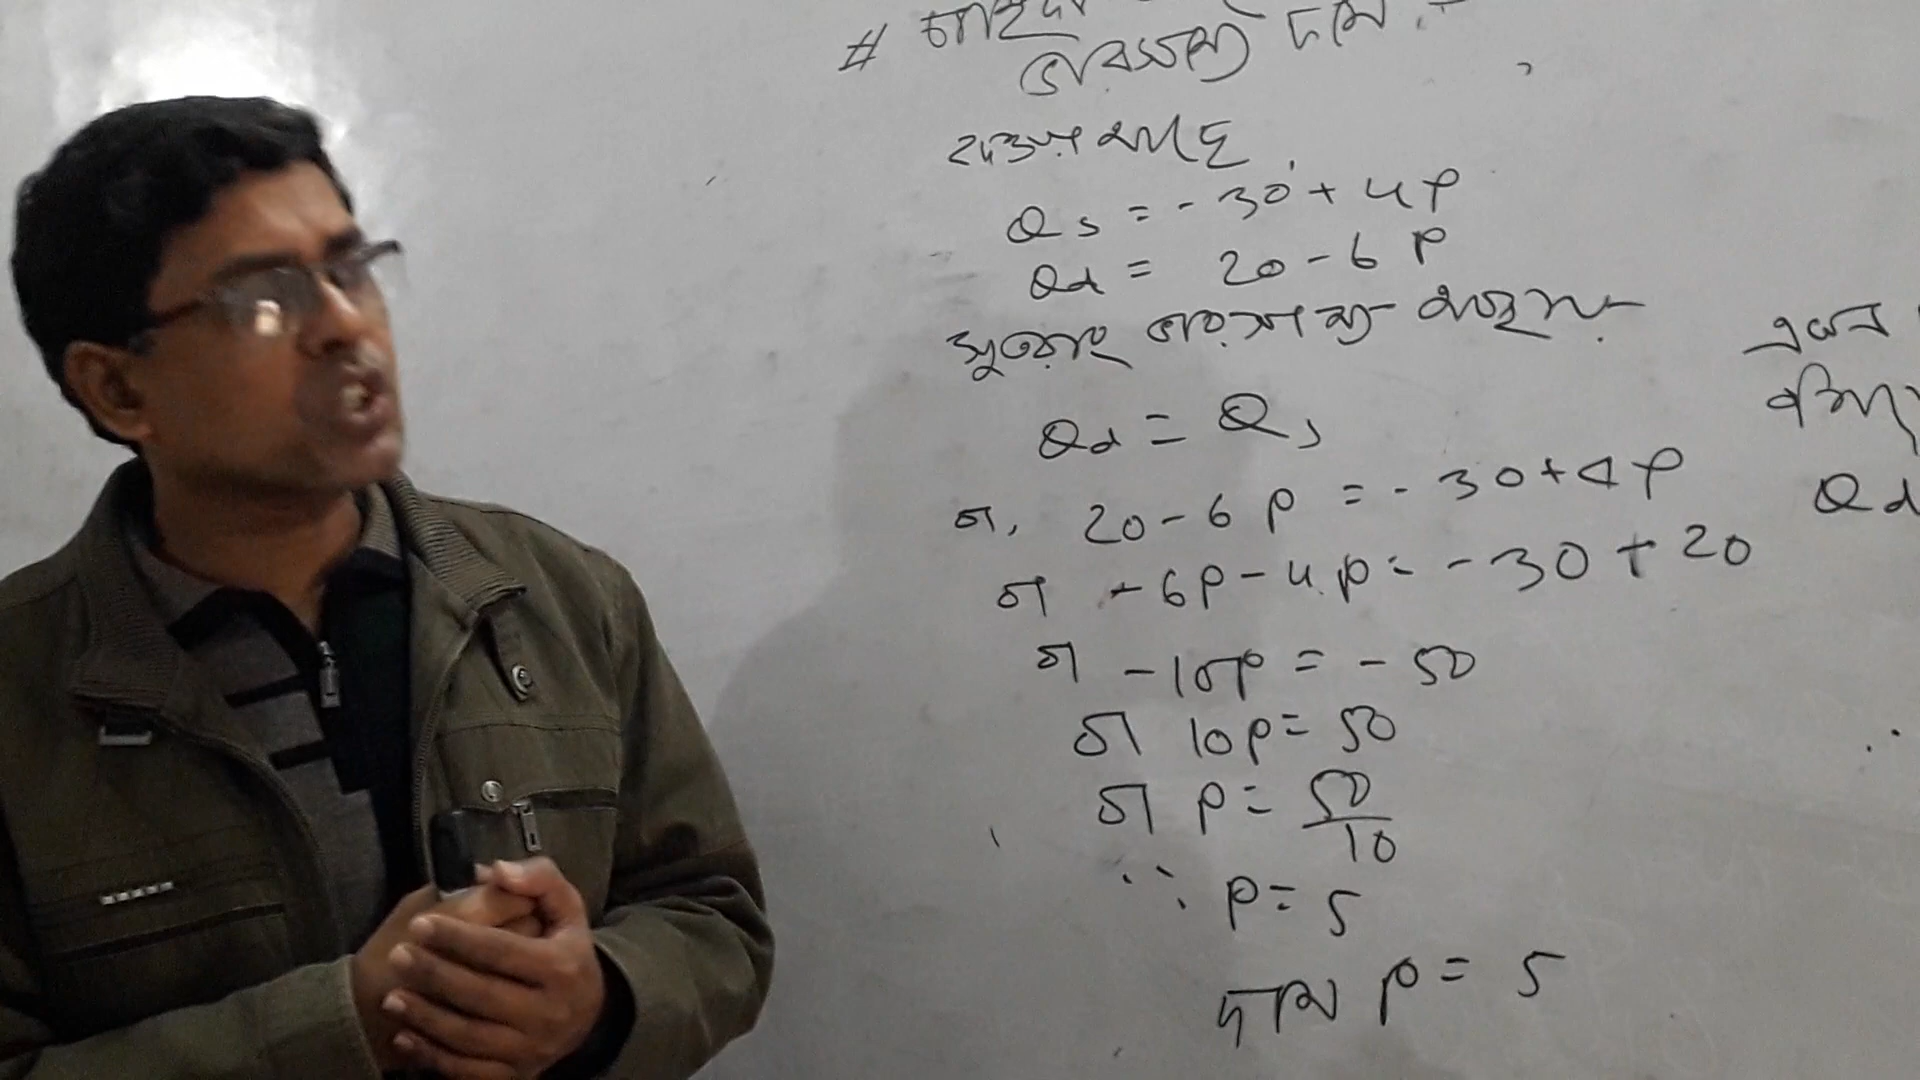 # চাহিদা
ভারসাম্য দাম
দেওয়া আছে,
Qs = - 30 + 4P
Qd = 20 - 6P
সুতরাং ভারসাম্য অবস্থায়
Qd = Qs
বা, 20 - 6P = - 30 + 4P
বা - 6P - 4P = - 30 + 20
বা - 10P = - 50
বা 10P = 50
বা P = 50/10
∴ P = 5
দাম P = 5
Qd
∴